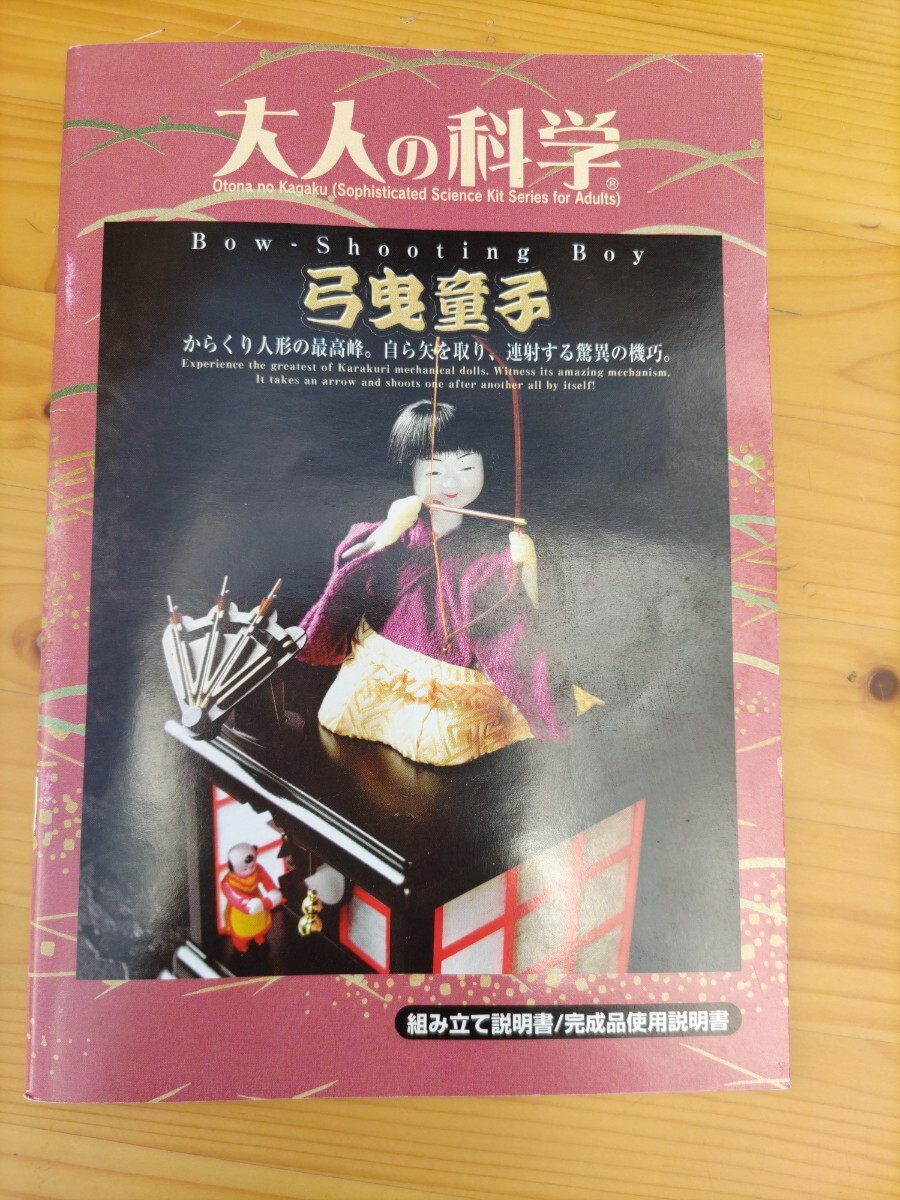 大人の科学®
Otona no Kagaku (Sophisticated Science Kit Series for Adults)
Bow-Shooting Boy
弓曳童子
からくり人形の最高峰。自ら矢を取り、連射する驚異の機巧。
Experience the greatest of Karakuri mechanical dolls. Witness its amazing mechanism.
It takes an arrow and shoots one after another all by itself!
組み立て説明書/完成品使用説明書